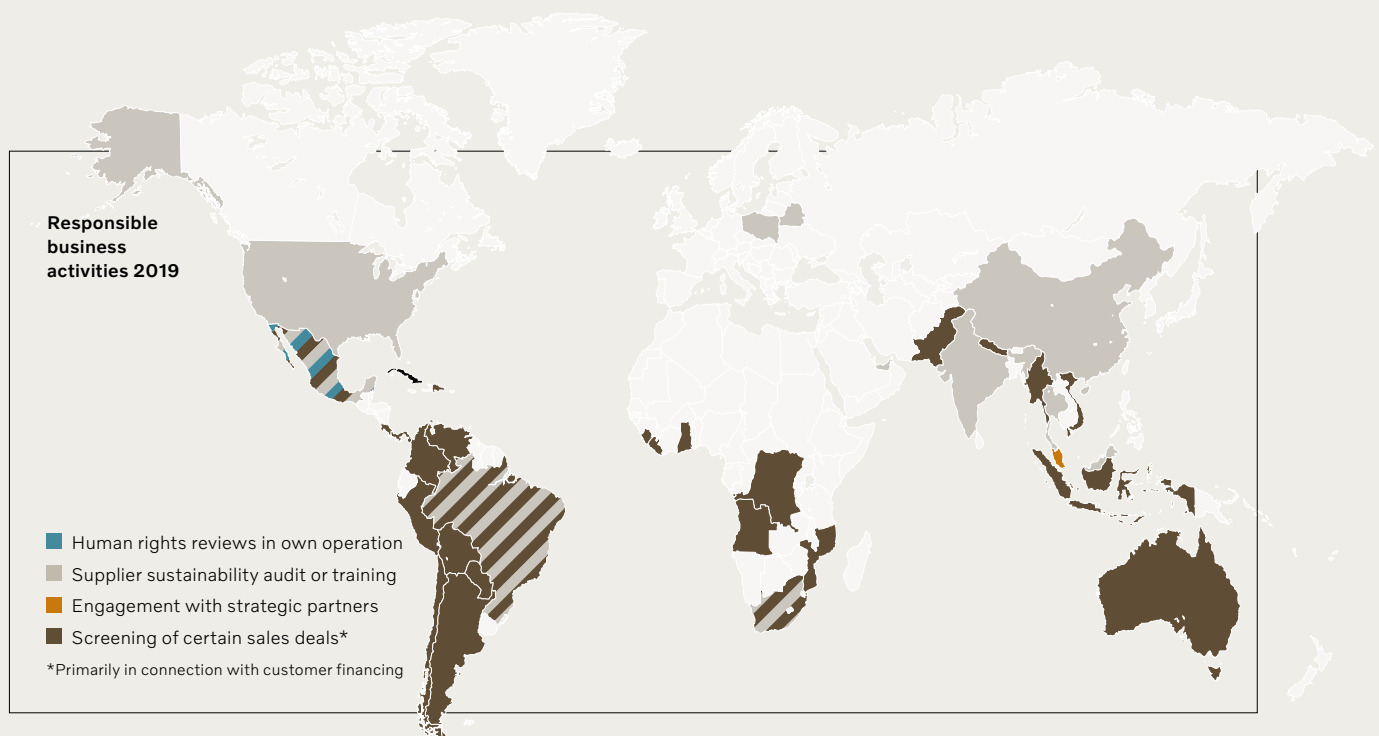 Responsible
business
activities 2019
Human rights reviews in own operation
Supplier sustainability audit or training
Engagement with strategic partners
Screening of certain sales deals*
*Primarily in connection with customer financing